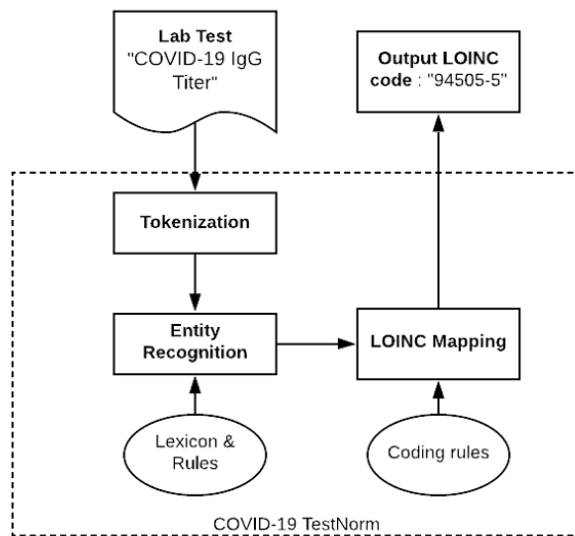 Lab Test
"COVID-19 IgG
Titer"
Output LOINC
code : "94505-5"
Tokenization
Entity
Recognition
LOINC Mapping
Lexicon &
Rules
Coding rules
COVID-19 TestNorm